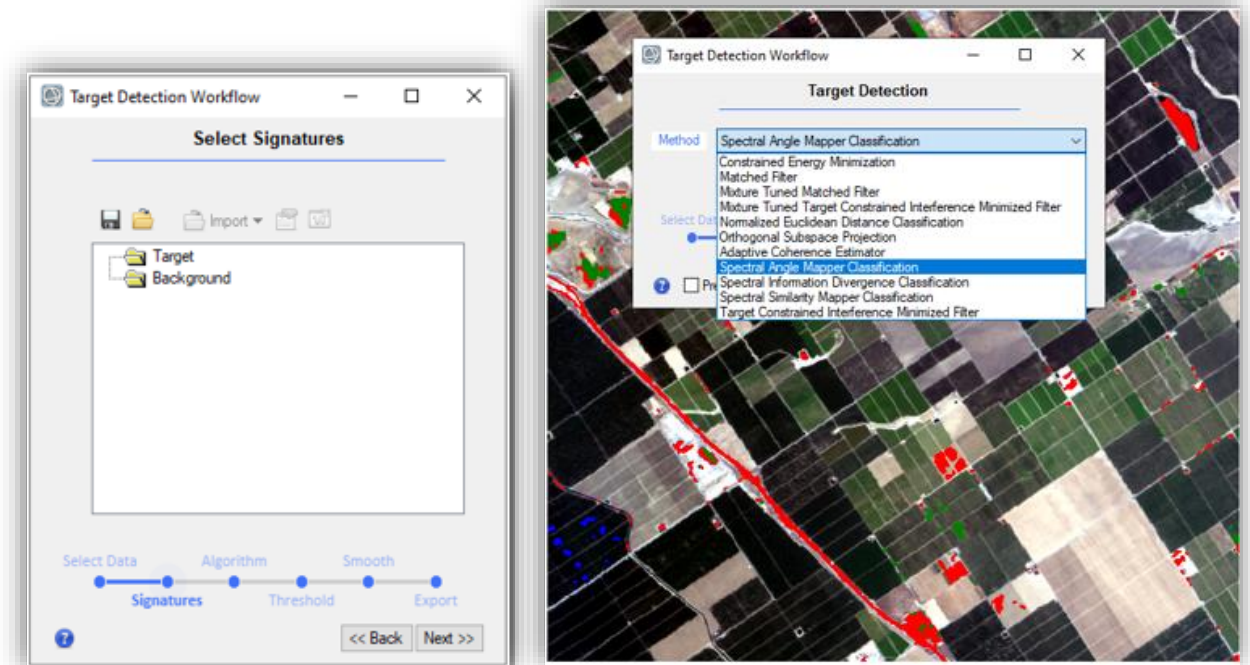 Target Detection Workflow
Select Signatures
Import
Target
Background
Select Data
Algorithm
Smooth
Signatures
Threshold
Export
<< Back
Next >>
Target Detection Workflow
Target Detection
Method
Spectral Angle Mapper Classification
Constrained Energy Minimization
Matched Filter
Mixture Tuned Matched Filter
Mixture Tuned Target Constrained Interference Minimized Filter
Normalized Euclidean Distance Classification
Select Dat
Orthogonal Subspace Projection
Adaptive Coherence Estimator
Spectral Angle Mapper Classification
Pre
Spectral Information Divergence Classification
Spectral Similarity Mapper Classification
Target Constrained Interference Minimized Filter